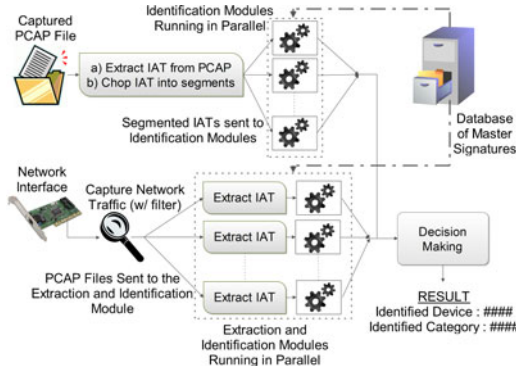 Captured
PCAP File
a) Extract IAT from PCAP
b) Chop IAT into segments
Identification Modules
Running in Parallel
Segmented IATs sent to
Identification Modules
Database
of Master
Signatures
Network
Interface
Capture Network
Traffic (w/ filter)
PCAP Files Sent to the
Extraction and Identification
Module
Extract IAT
Extract IAT
Extract IAT
Extraction and
Identification Modules
Running in Parallel
Decision
Making
RESULT
Identified Device : ####
Identified Category : ####